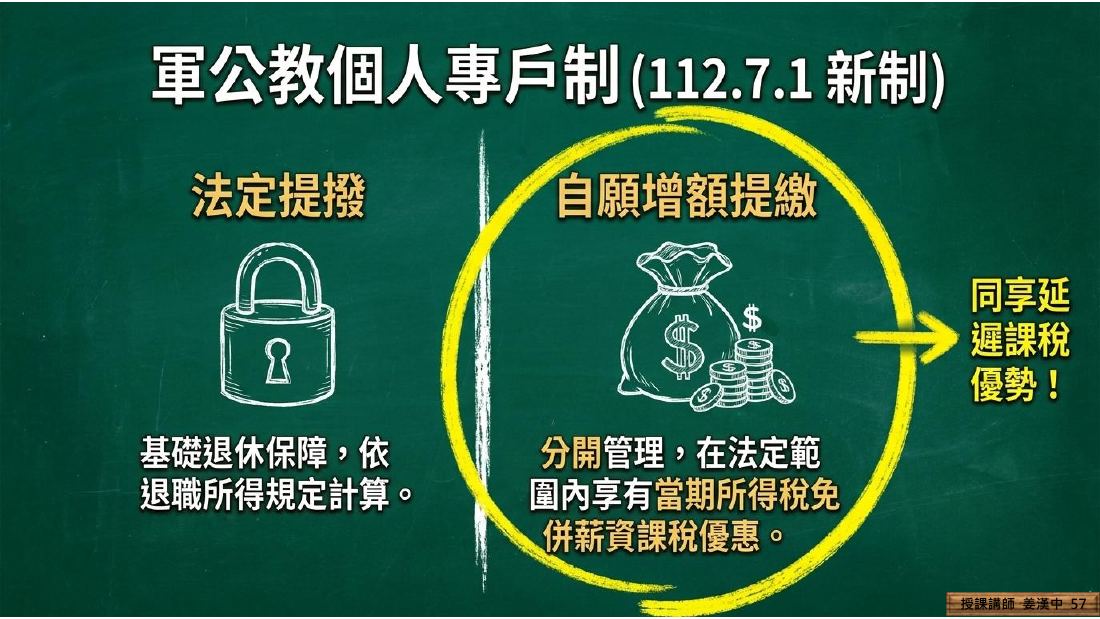 軍公教個人專戶制 (112.7.1 新制)
法定提撥
基礎退休保障，依
退職所得規定計算。
自願增額提繳
$
$
分開管理，在法定範
圍內享有當期所得稅免
併薪資課稅優惠。
同享延
遲課稅
優勢！
授課講師 姜漢中 57